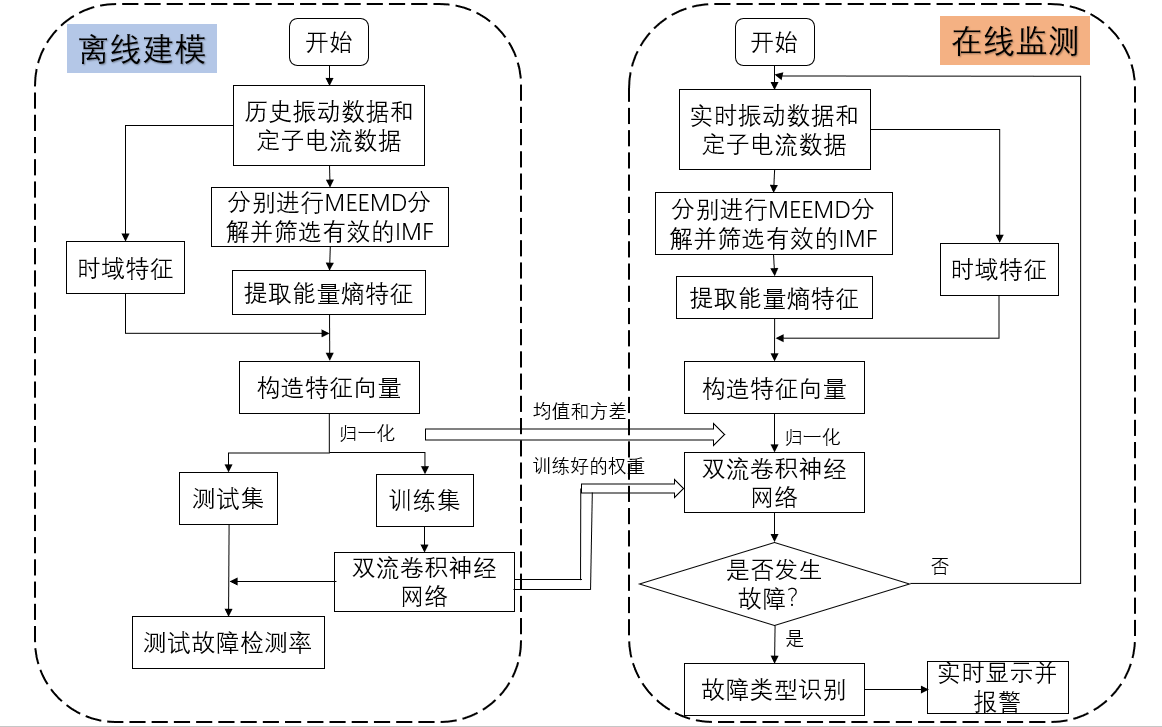 离线建模
开始
历史振动数据和
定子电流数据
分别进行MEEMD分
解并筛选有效的IMF
时域特征
提取能量熵特征
构造特征向量
归一化
测试集
训练集
双流卷积神经
网络
测试故障检测率
均值和方差
训练好的权重
在线监测
开始
实时振动数据和
定子电流数据
分别进行MEEMD分
解并筛选有效的IMF
时域特征
提取能量熵特征
构造特征向量
归一化
双流卷积神经
网络
是否发生
故障？
否
是
故障类型识别
实时显示并
报警